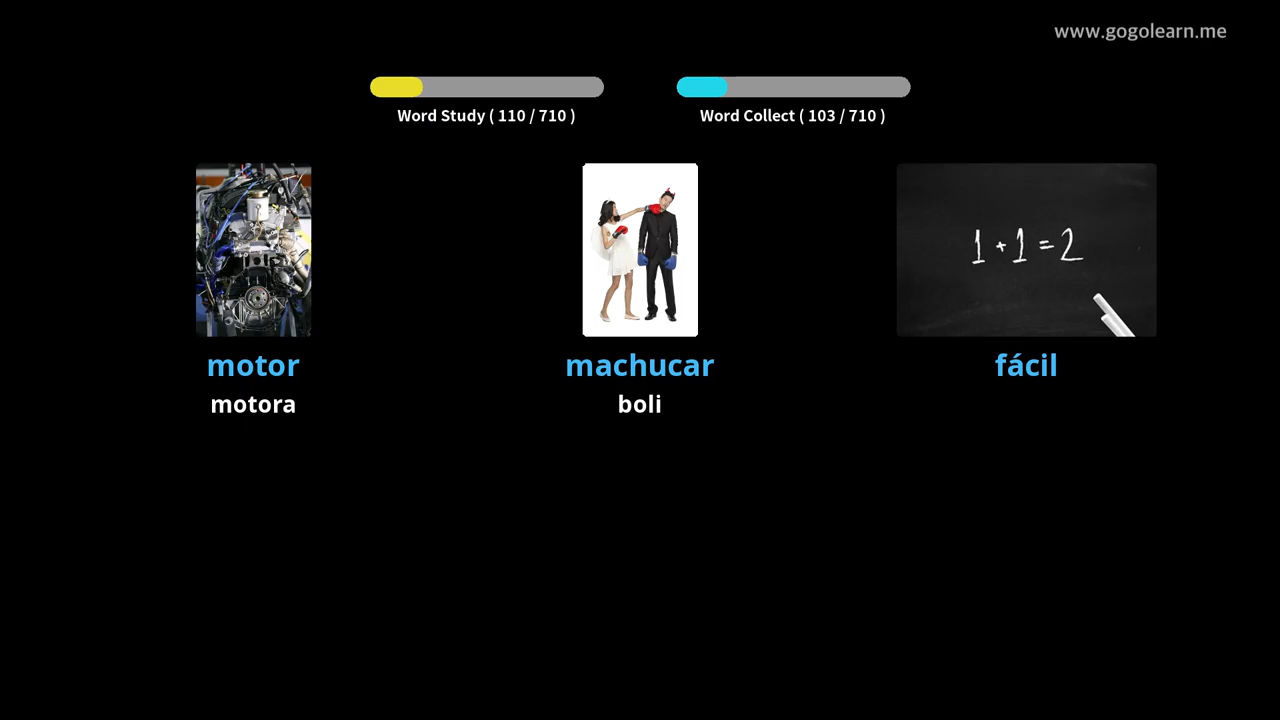 www.gogolearn.me
Word Study ( 110 / 710 )
Word Collect ( 103 / 710 )
1 + 1 = 2
motor
machucar
fácil
motora
boli